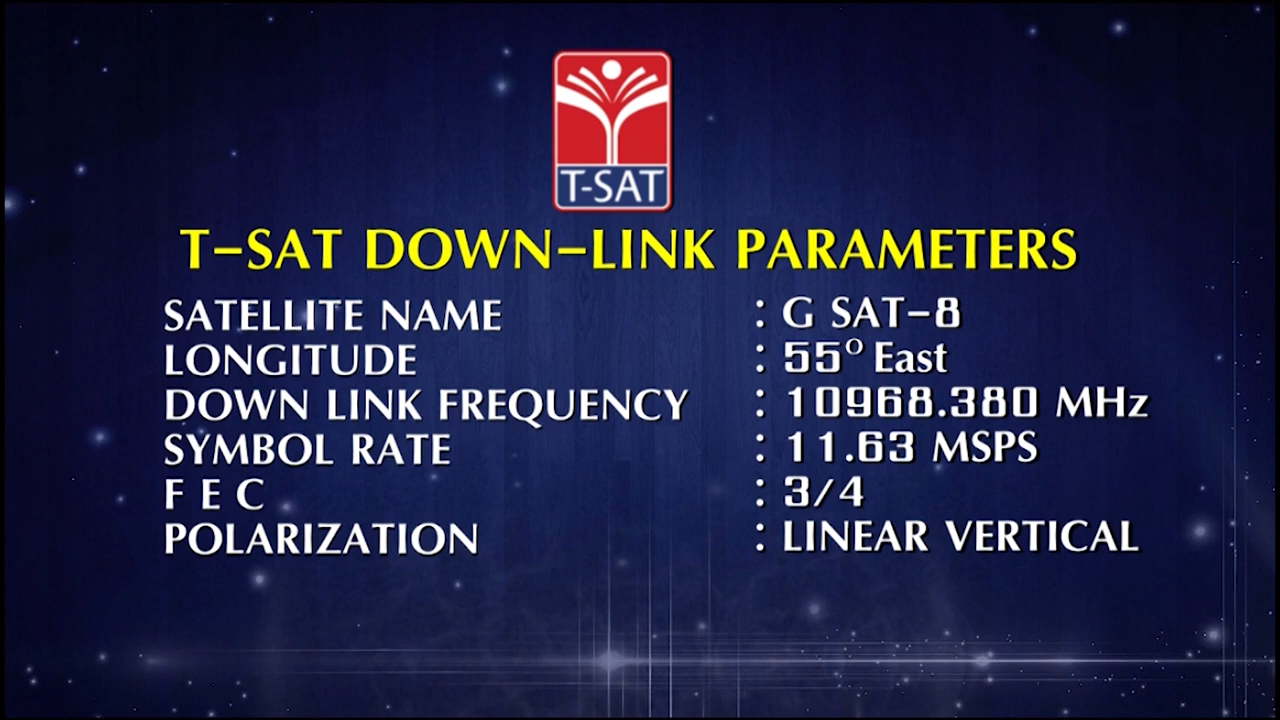 T-SAT
T-SAT DOWN-LINK PARAMETERS
SATELLITE NAME : G SAT-8
LONGITUDE : 55° East
DOWN LINK FREQUENCY : 10968.380 MHz
SYMBOL RATE : 11.63 MSPS
F E C : 3/4
POLARIZATION : LINEAR VERTICAL